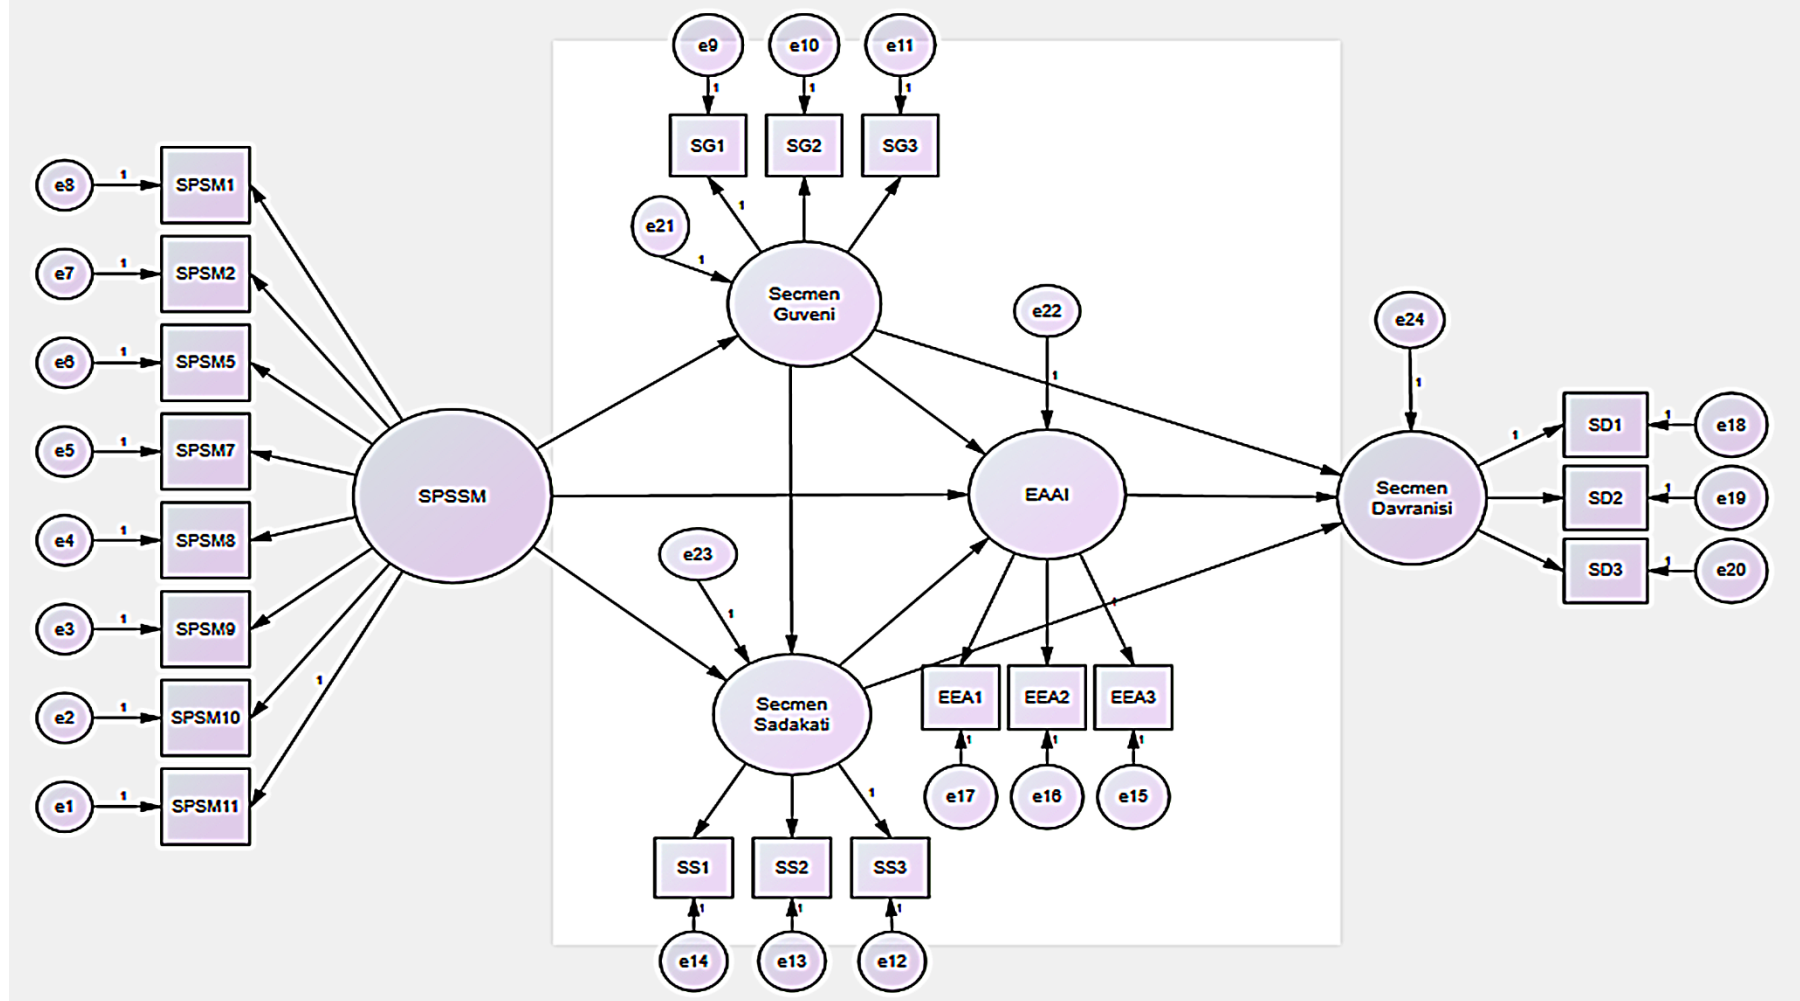 e9 e10 e11
1 1 1
SG1 SG2 SG3
e8 1 SPSM1
1
e21
1
e7 1 SPSM2
Secmen
Guveni
e22
e24
e6 1 SPSM5
1
1
e5 1 SPSM7
SPSSM
EAAI
Secmen
Davranisi
1 SD1 1 e18
SD2 1 e19
SD3 1 e20
e4 1 SPSM8
e23
1
1
e3 1 SPSM9
1
e2 1 SPSM10
Secmen
Sadakati
EEA1 EEA2 EEA3
1 1 1
e17 e16 e15
e1 1 SPSM11
1
SS1 SS2 SS3
1 1 1
e14 e13 e12